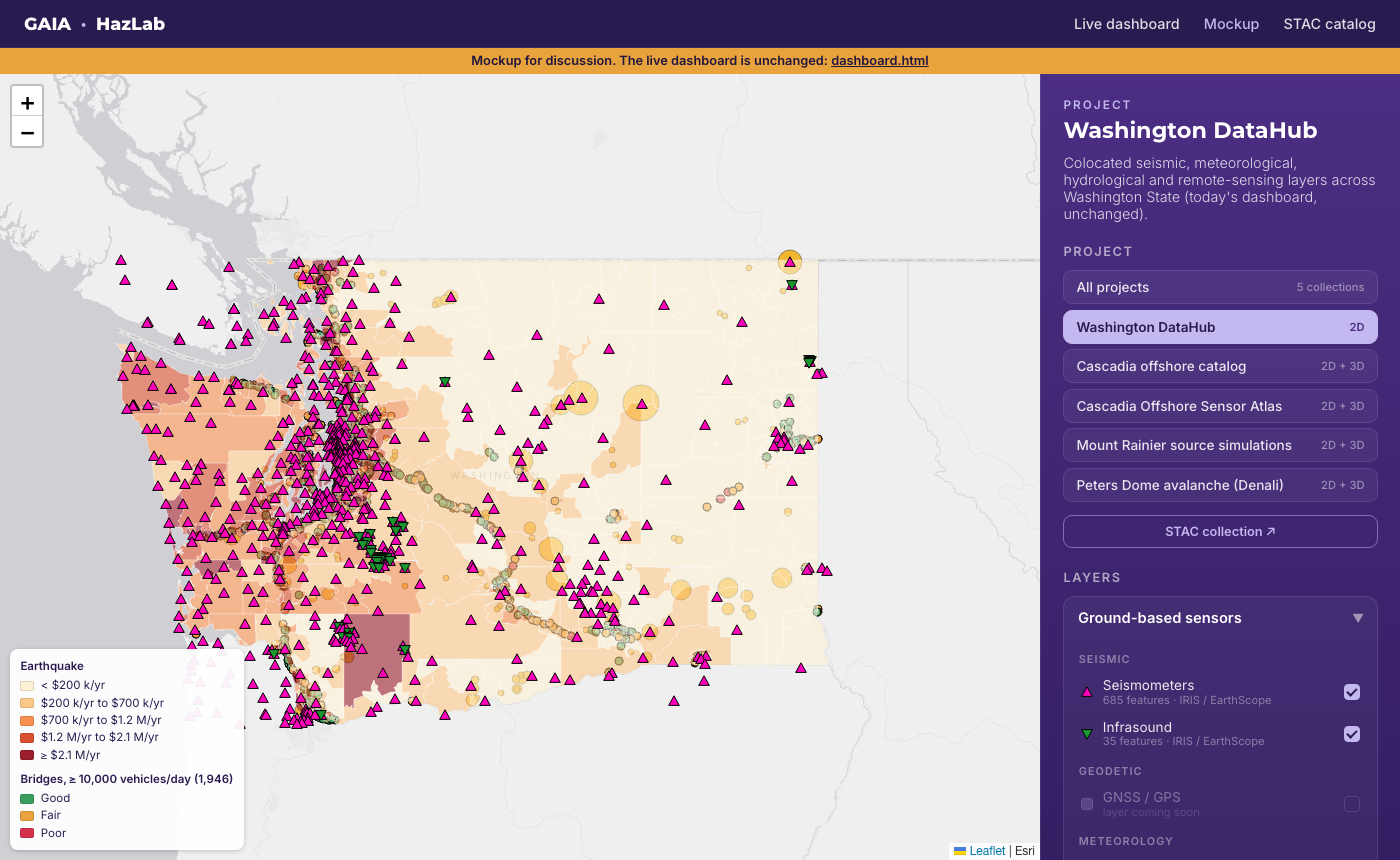 GAIA • HazLab
Live dashboard
Mockup
STAC catalog
Mockup for discussion. The live dashboard is unchanged: dashboard.html
+
−
WASHINGTON
Earthquake
< $200 k/yr
$200 k/yr to $700 k/yr
$700 k/yr to $1.2 M/yr
$1.2 M/yr to $2.1 M/yr
≥ $2.1 M/yr
Bridges, ≥ 10,000 vehicles/day (1,946)
Good
Fair
Poor
Leaflet | Esri
PROJECT
Washington DataHub
Colocated seismic, meteorological,
hydrological and remote-sensing layers across
Washington State (today's dashboard,
unchanged).
PROJECT
All projects 5 collections
Washington DataHub 2D
Cascadia offshore catalog 2D + 3D
Cascadia Offshore Sensor Atlas 2D + 3D
Mount Rainier source simulations 2D + 3D
Peters Dome avalanche (Denali) 2D + 3D
STAC collection ↗
LAYERS
Ground-based sensors ▼
SEISMIC
Seismometers
685 features · IRIS / EarthScope
Infrasound
35 features · IRIS / EarthScope
GEODETIC
GNSS / GPS
layer coming soon
METEOROLOGY